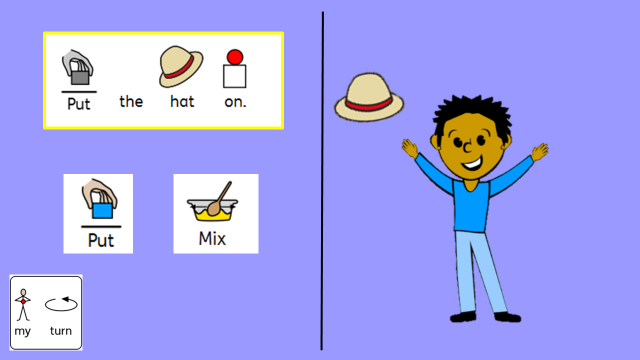 Put the hat on.
Put
Mix
my turn